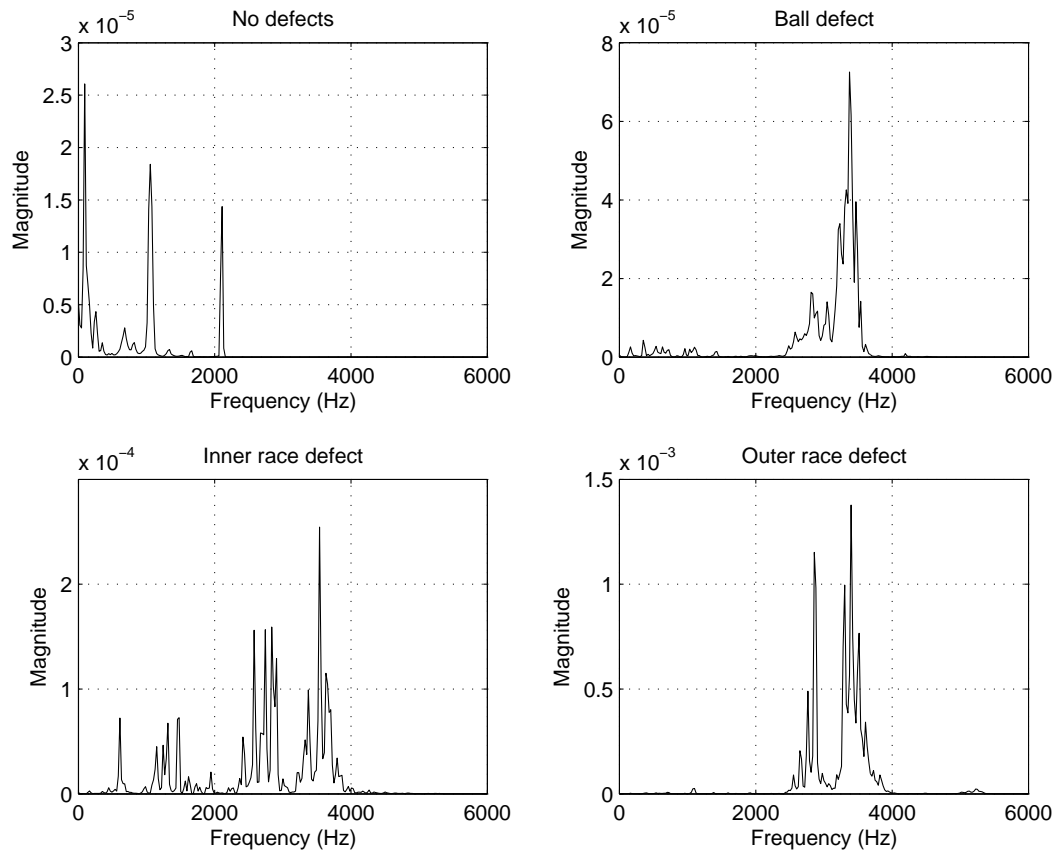 No defects
x 10⁻⁵
3
2.5
2
1.5
1
0.5
0
0
2000
4000
6000
Magnitude
Frequency (Hz)
Ball defect
x 10⁻⁵
8
6
4
2
0
0
2000
4000
6000
Magnitude
Frequency (Hz)
Inner race defect
x 10⁻⁴
2
1
0
0
2000
4000
6000
Magnitude
Frequency (Hz)
Outer race defect
x 10⁻³
1.5
1
0.5
0
0
2000
4000
6000
Magnitude
Frequency (Hz)